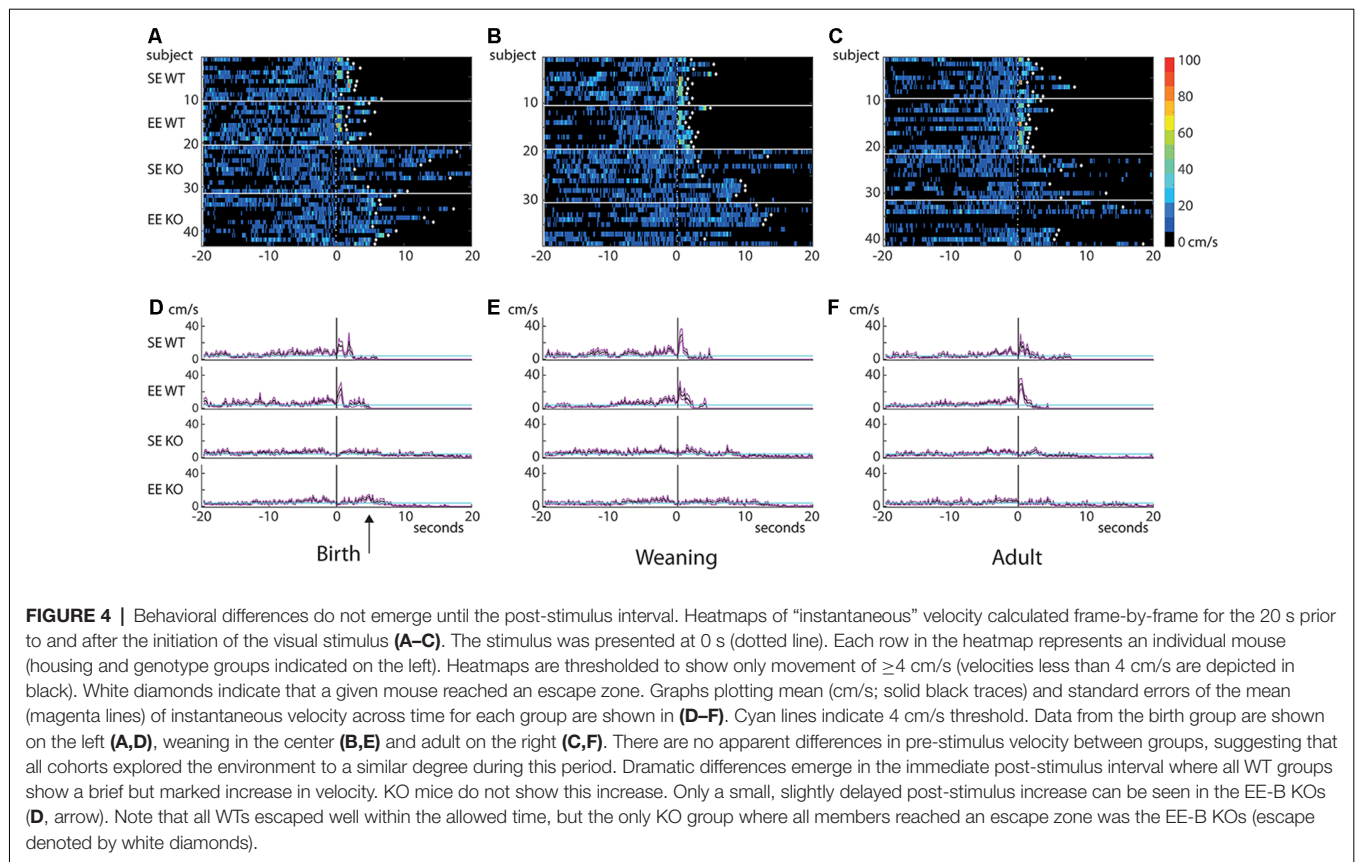 A
subject
SE WT
10
EE WT
20
SE KO
30
EE KO
40
-20
-10
0
10
20
B
10
20
30
-20
-10
0
10
20
C
10
20
30
40
-20
-10
0
10
20
100
80
60
40
20
0 cm/s
D cm/s
40
SE WT
0
40
EE WT
0
40
SE KO
0
40
EE KO
0
-20
-10
0
10
20
seconds
Birth
E cm/s
40
0
40
0
40
0
40
0
-20
-10
0
10
20
seconds
Weaning
F cm/s
40
0
40
0
40
0
40
0
-20
-10
0
10
20
seconds
Adult
FIGURE 4 | Behavioral differences do not emerge until the post-stimulus interval. Heatmaps of “instantaneous” velocity calculated frame-by-frame for the 20 s prior
to and after the initiation of the visual stimulus (A–C). The stimulus was presented at 0 s (dotted line). Each row in the heatmap represents an individual mouse
(housing and genotype groups indicated on the left). Heatmaps are thresholded to show only movement of ≥4 cm/s (velocities less than 4 cm/s are depicted in
black). White diamonds indicate that a given mouse reached an escape zone. Graphs plotting mean (cm/s; solid black traces) and standard errors of the mean
(magenta lines) of instantaneous velocity across time for each group are shown in (D–F). Cyan lines indicate 4 cm/s threshold. Data from the birth group are shown
on the left (A,D), weaning in the center (B,E) and adult on the right (C,F). There are no apparent differences in pre-stimulus velocity between groups, suggesting that
all cohorts explored the environment to a similar degree during this period. Dramatic differences emerge in the immediate post-stimulus interval where all WT groups
show a brief but marked increase in velocity. KO mice do not show this increase. Only a small, slightly delayed post-stimulus increase can be seen in the EE-B KOs
(D, arrow). Note that all WTs escaped well within the allowed time, but the only KO group where all members reached an escape zone was the EE-B KOs (escape
denoted by white diamonds).